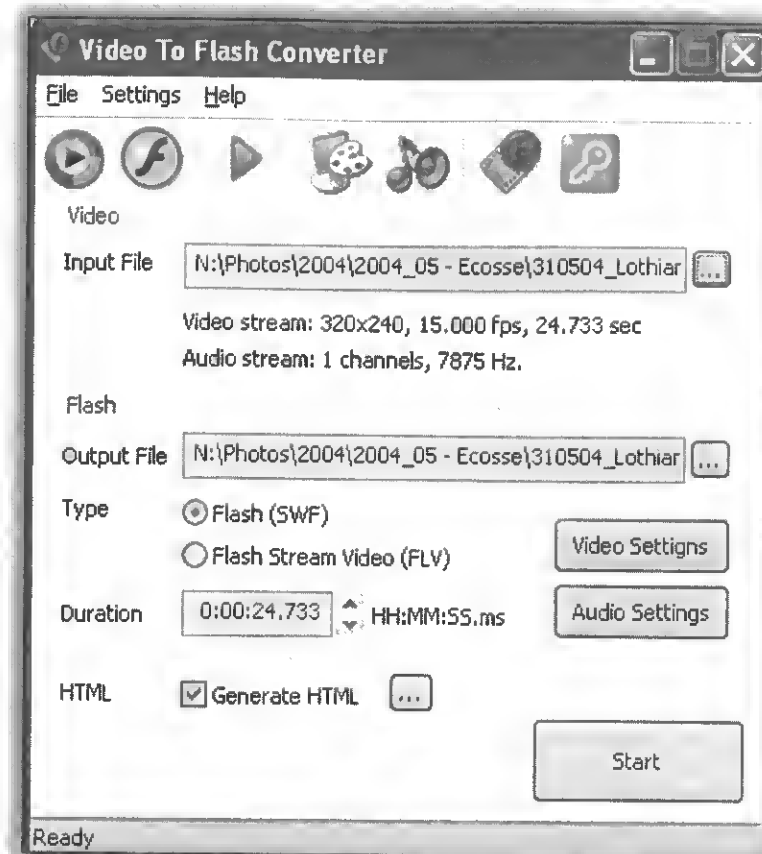 Video To Flash Converter
File Settings Help
Video
Input File N:\Photos\2004\2004_05 - Ecosse\310504_Lothiar ...
Video stream: 320x240, 15.000 fps, 24.733 sec
Audio stream: 1 channels, 7875 Hz.
Flash
Output File N:\Photos\2004\2004_05 - Ecosse\310504_Lothiar ...
Type Flash (SWF)
Flash Stream Video (FLV)
Video Settigns
Duration 0:00:24.733 HH:MM:SS.ms Audio Settings
HTML Generate HTML ...
Start
Ready